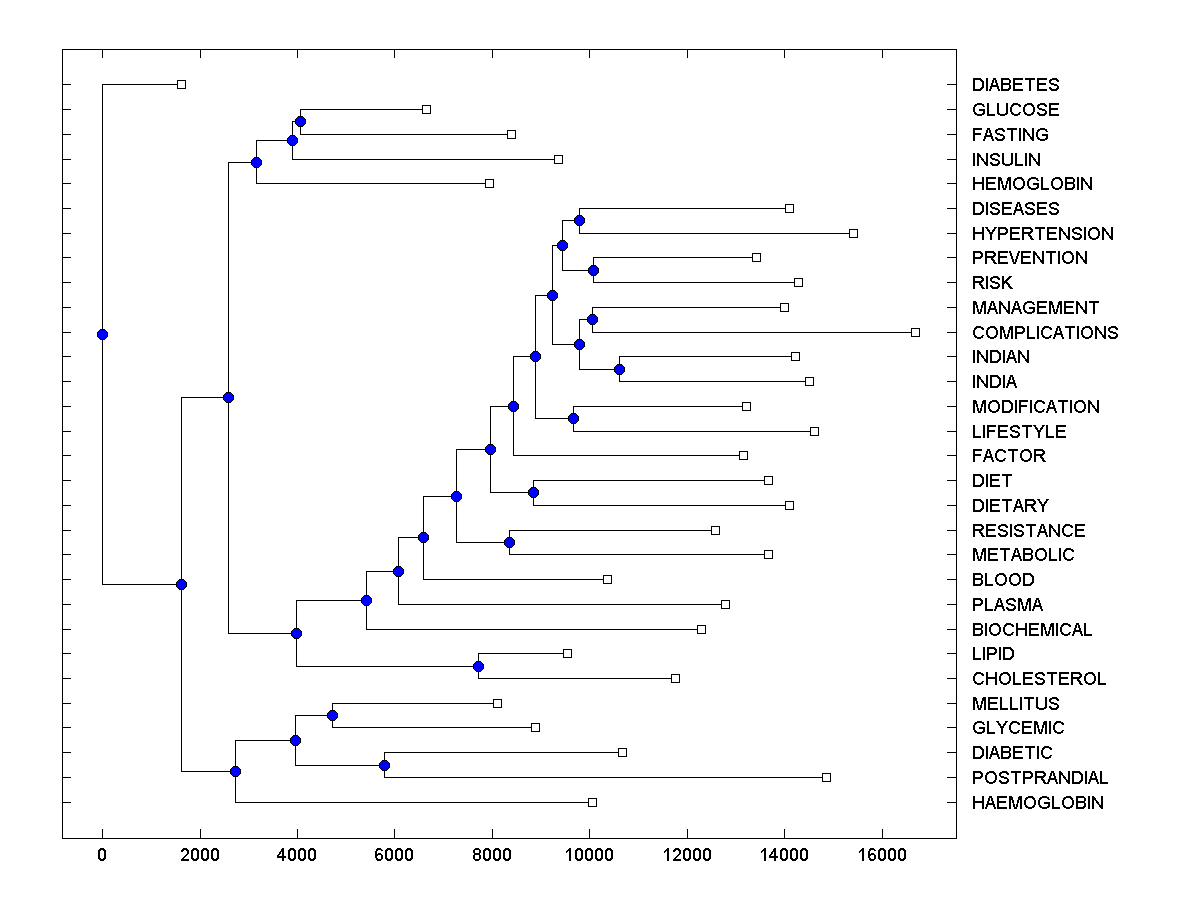 DIABETES
GLUCOSE
FASTING
INSULIN
HEMOGLOBIN
DISEASES
HYPERTENSION
PREVENTION
RISK
MANAGEMENT
COMPLICATIONS
INDIAN
INDIA
MODIFICATION
LIFESTYLE
FACTOR
DIET
DIETARY
RESISTANCE
METABOLIC
BLOOD
PLASMA
BIOCHEMICAL
LIPID
CHOLESTEROL
MELLITUS
GLYCEMIC
DIABETIC
POSTPRANDIAL
HAEMOGLOBIN
0 2000 4000 6000 8000 10000 12000 14000 16000